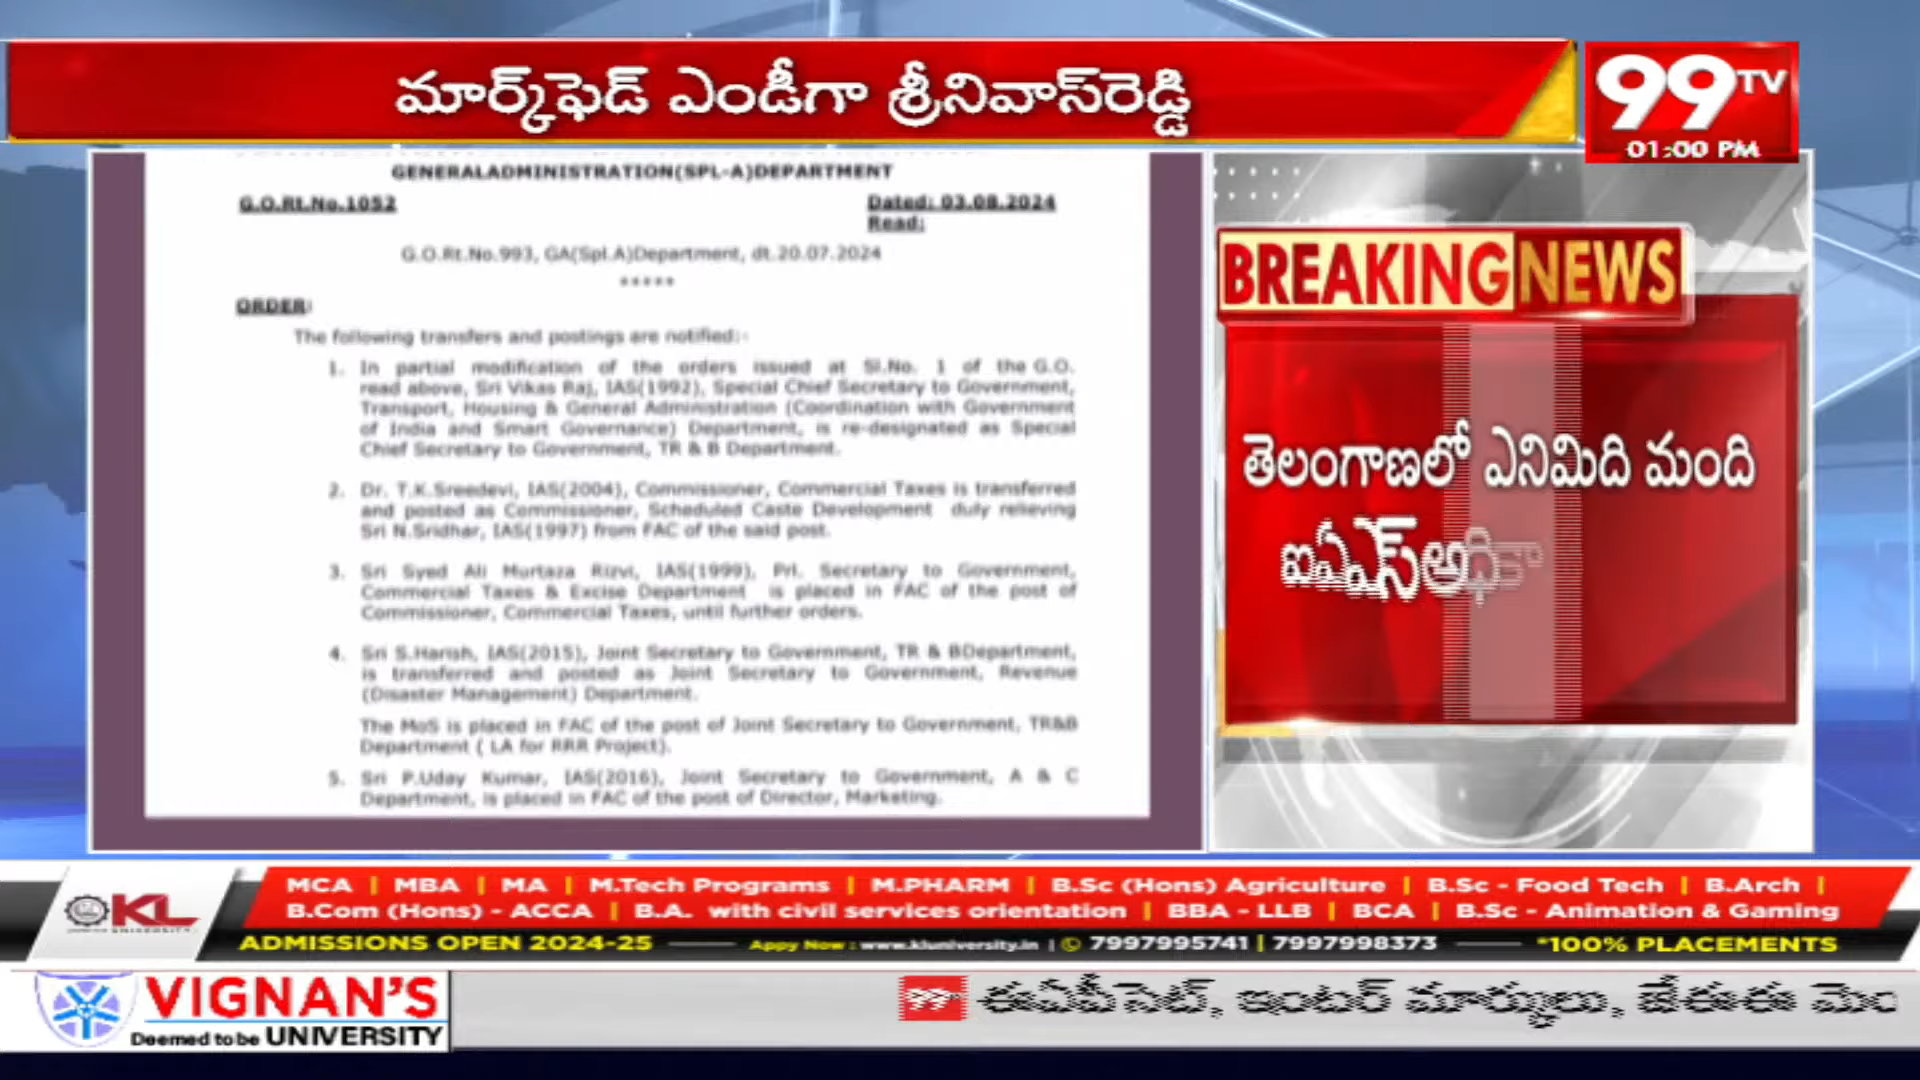 మార్క్‌ఫెడ్ ఎండీగా శ్రీనివాస్‌రెడ్డి
99TV
01:00 PM
GENERALADMINISTRATION(SPL-A)DEPARTMENT
G.O.Rt.No.1052
Dated: 03.08.2024
Read:
G.O.Rt.No.993, GA(Spl.A)Department, dt.20.07.2024
*****
ORDER:
The following transfers and postings are notified:-
1. In partial modification of the orders issued at Sl.No. 1 of the G.O.
read above, Sri Vikas Raj, IAS(1992), Special Chief Secretary to Government,
Transport, Housing & General Administration (Coordination with Government
of India and Smart Governance) Department, is re-designated as Special
Chief Secretary to Government, TR & B Department.
2. Dr. T.K.Sreedevi, IAS(2004), Commissioner, Commercial Taxes is transferred
and posted as Commissioner, Scheduled Caste Development duly relieving
Sri N.Sridhar, IAS(1997) from FAC of the said post.
3. Sri Syed Ali Murtaza Rizvi, IAS(1999), Prl. Secretary to Government,
Commercial Taxes & Excise Department is placed in FAC of the post of
Commissioner, Commercial Taxes, until further orders.
4. Sri S.Harish, IAS(2015), Joint Secretary to Government, TR & BDepartment,
is transferred and posted as Joint Secretary to Government, Revenue
(Disaster Management) Department.
The MoS is placed in FAC of the post of Joint Secretary to Government, TR&B
Department ( LA for RRR Project).
5. Sri P.Uday Kumar, IAS(2016), Joint Secretary to Government, A & C
Department, is placed in FAC of the post of Director, Marketing.
BREAKING NEWS
తెలంగాణలో ఎనిమిది మంది
ఐఏఎస్ అధికా
KL
MCA | MBA | MA | M.Tech Programs | M.PHARM | B.Sc (Hons) Agriculture | B.Sc - Food Tech | B.Arch |
B.Com (Hons) - ACCA | B.A. with civil services orientation | BBA - LLB | BCA | B.Sc - Animation & Gaming
ADMISSIONS OPEN 2024-25 — Appy Now : www.kluniversity.in | 7997995741 | 7997998373 — *100% PLACEMENTS
VIGNAN'S
Deemed to be UNIVERSITY
99 ఈఏపీసెట్, ఇంటర్ మార్కులు, జేఈఈ మెం